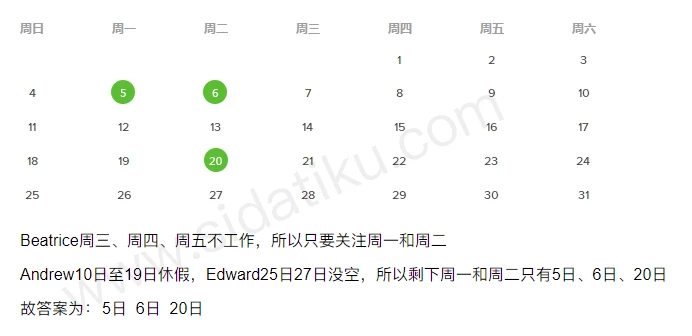 周日 周一 周二 周三 周四 周五 周六
1 2 3
4 5 6 7 8 9 10
11 12 13 14 15 16 17
18 19 20 21 22 23 24
25 26 27 28 29 30 31
Beatrice周三、周四、周五不工作，所以只要关注周一和周二
Andrew10日至19日休假，Edward25日27日没空，所以剩下周一和周二只有5日、6日、20日
故答案为： 5日 6日 20日
www.sidatiku.com